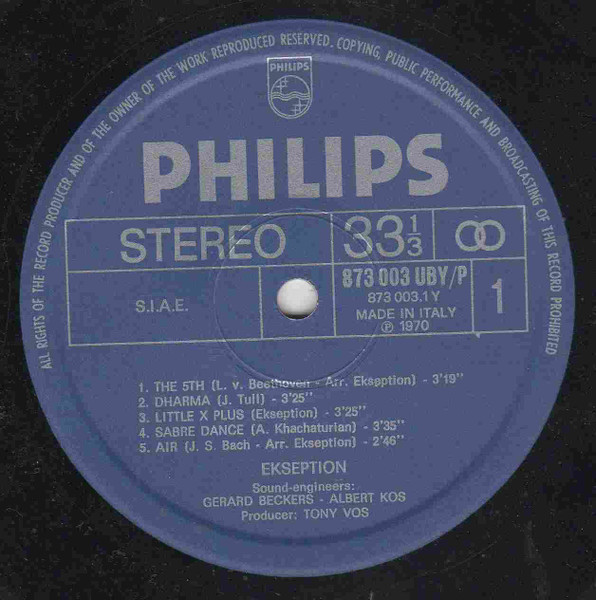 ALL RIGHTS OF THE RECORD PRODUCER AND OF THE OWNER OF THE WORK REPRODUCED RESERVED. COPYING, PUBLIC PERFORMANCE AND BROADCASTING OF THIS RECORD PROHIBITED
PHILIPS
PHILIPS
STEREO
33 1/3
S.I.A.E.
873 003 UBY/P
873 003.1 Y
MADE IN ITALY
℗ 1970
1
1. THE 5TH (L. v. Beethoven - Arr. Ekseption) - 3'19"
2. DHARMA (J. Tull) - 3'25"
3. LITTLE X PLUS (Ekseption) - 3'25"
4. SABRE DANCE (A. Khachaturian) - 3'35"
5. AIR (J. S. Bach - Arr. Ekseption) - 2'46"
EKSEPTION
Sound-engineers:
GERARD BECKERS - ALBERT KOS
Producer: TONY VOS